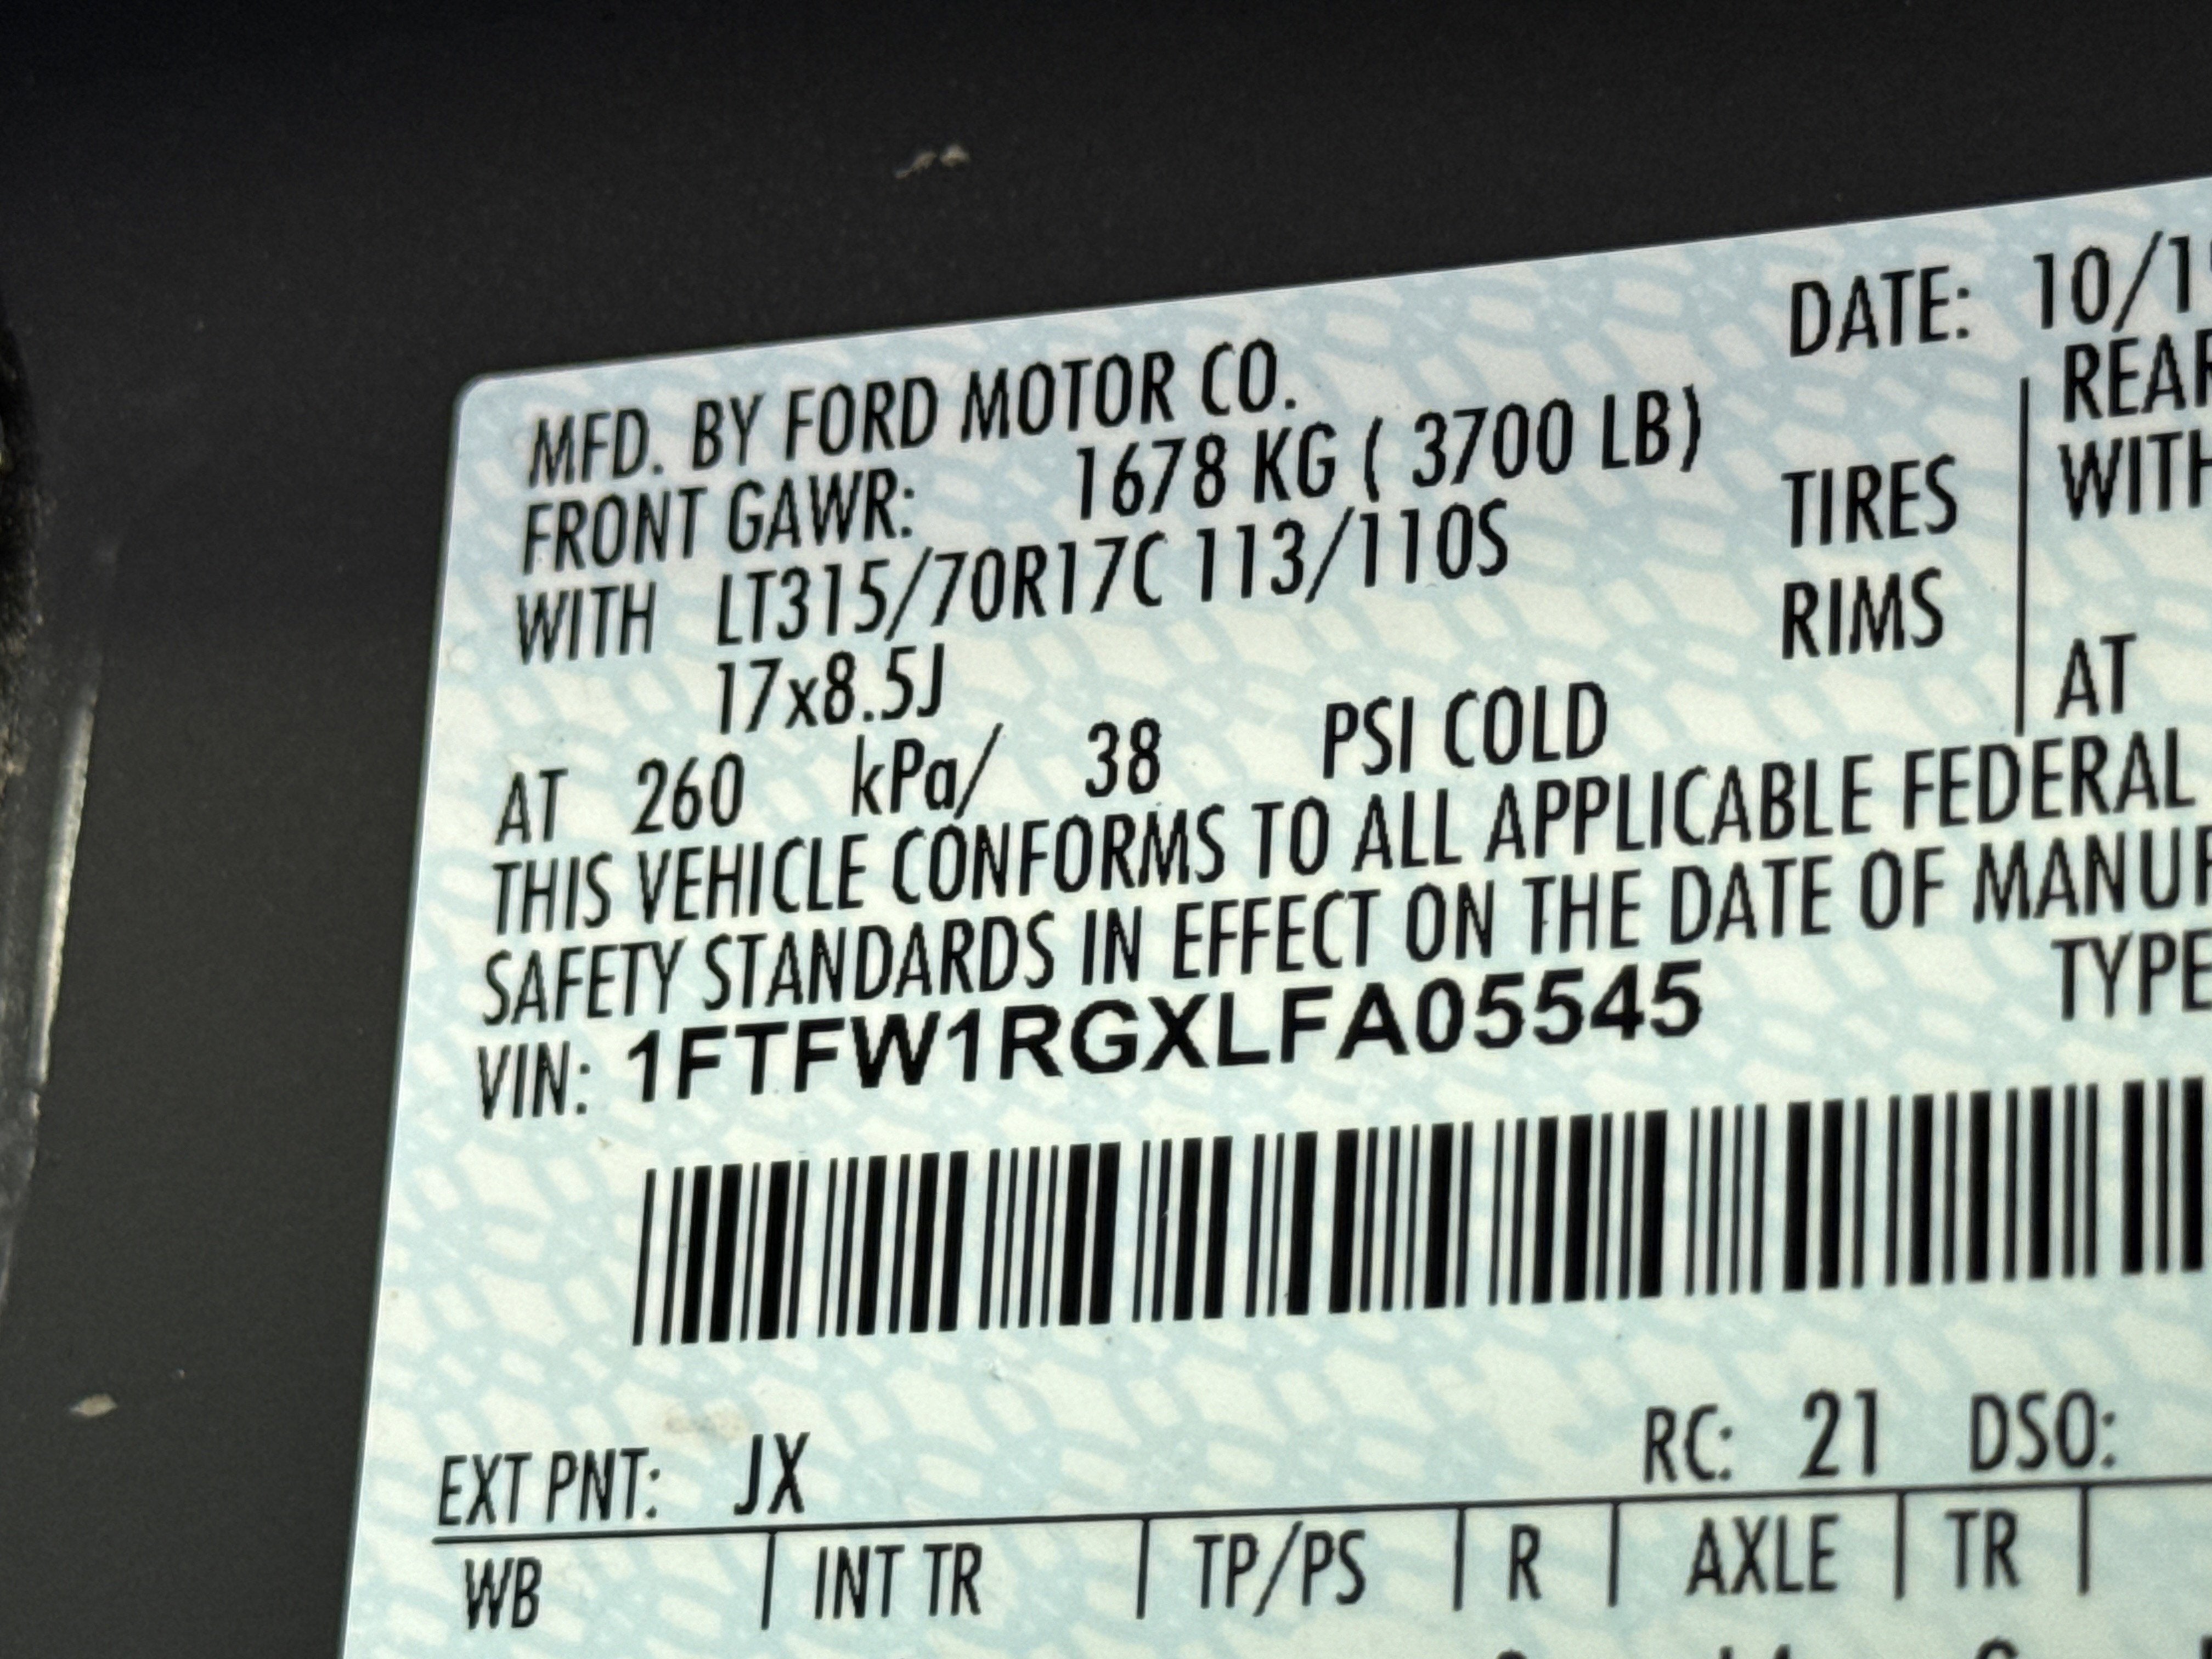 MFD. BY FORD MOTOR CO.
DATE: 10/1
FRONT GAWR: 1678 KG ( 3700 LB)
WITH LT315/70R17C 113/110S TIRES
17x8.5J RIMS
AT 260 kPa/ 38 PSI COLD
WITH
AT
THIS VEHICLE CONFORMS TO ALL APPLICABLE FEDERAL
SAFETY STANDARDS IN EFFECT ON THE DATE OF
VIN: 1FTFW1RGXLFA05545
TYPE
EXT PNT: JX RC: 21 DSO:
WB INT TR TP/PS R AXLE TR